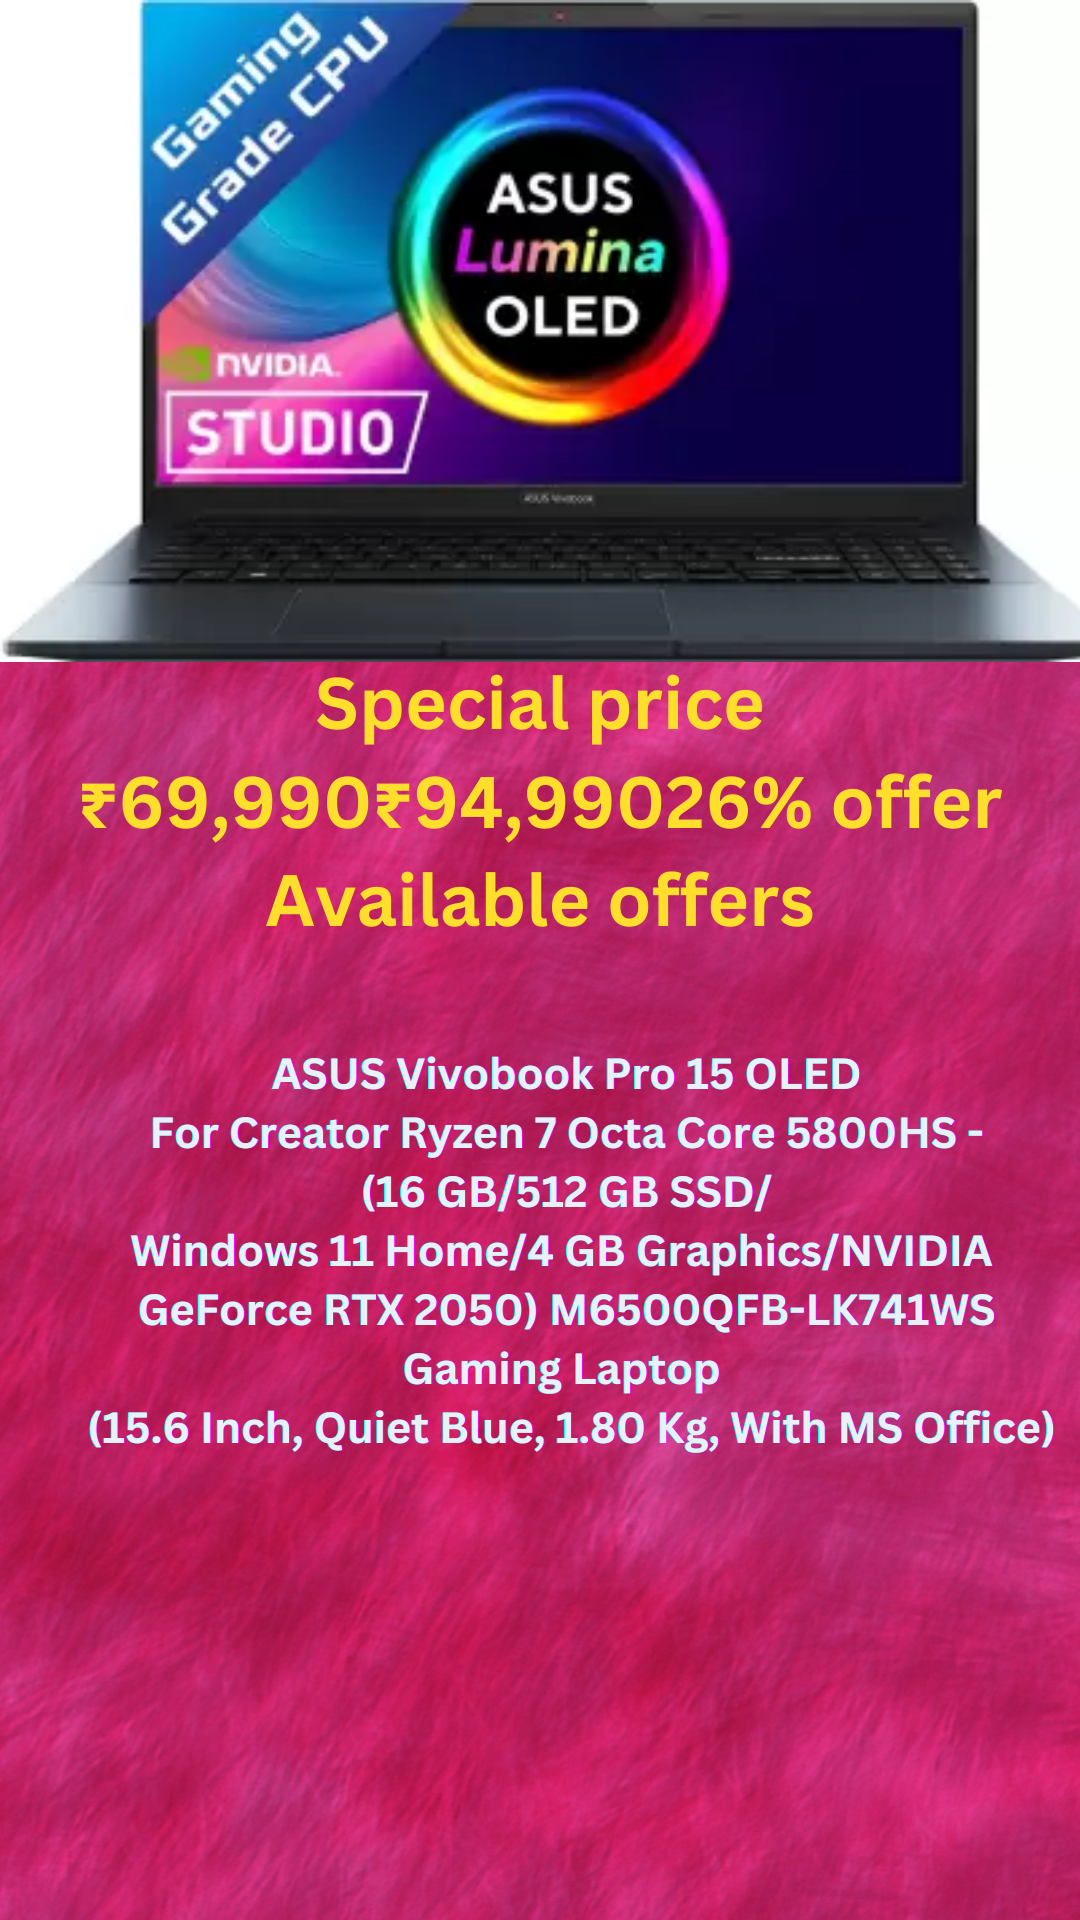 Gaming
Grade CPU
ASUS
Lumina
OLED
NVIDIA.
STUDIO
ASUS Vivobook
Special price
₹69,990₹94,99026% offer
Available offers
ASUS Vivobook Pro 15 OLED
For Creator Ryzen 7 Octa Core 5800HS -
(16 GB/512 GB SSD/
Windows 11 Home/4 GB Graphics/NVIDIA
GeForce RTX 2050) M6500QFB-LK741WS
Gaming Laptop
(15.6 Inch, Quiet Blue, 1.80 Kg, With MS Office)